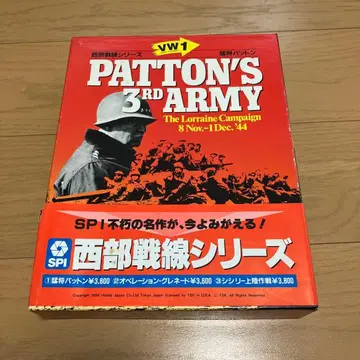 VW1
西部戦線シリーズ 猛将パットン
PATTON'S
3RD ARMY
The Lorraine Campaign
8 Nov.-1 Dec. '44
SPI不朽の名作が、今よみがえる!
SPI 西部戦線シリーズ
①猛将パットン¥3,800 ②オペレーション・グレネード¥3,800 ③シシリー上陸作戦¥3,800